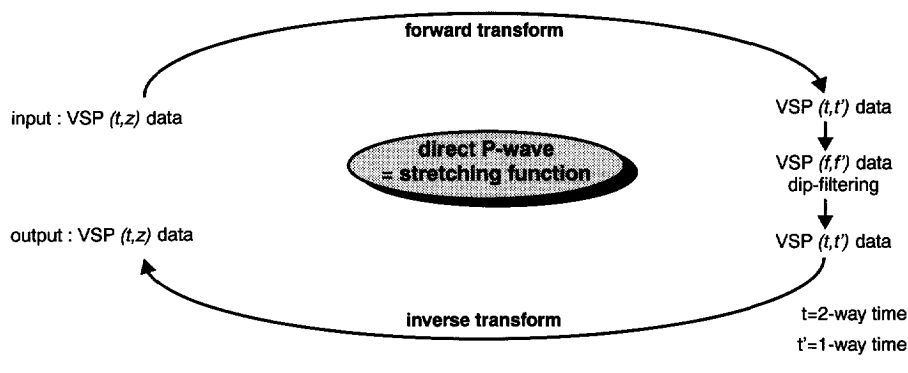 forward transform
input : VSP (t,z) data
VSP (t,t') data
direct P-wave
= stretching function
VSP (f,f') data
dip-filtering
output : VSP (t,z) data
VSP (t,t') data
inverse transform
t=2-way time
t'=1-way time